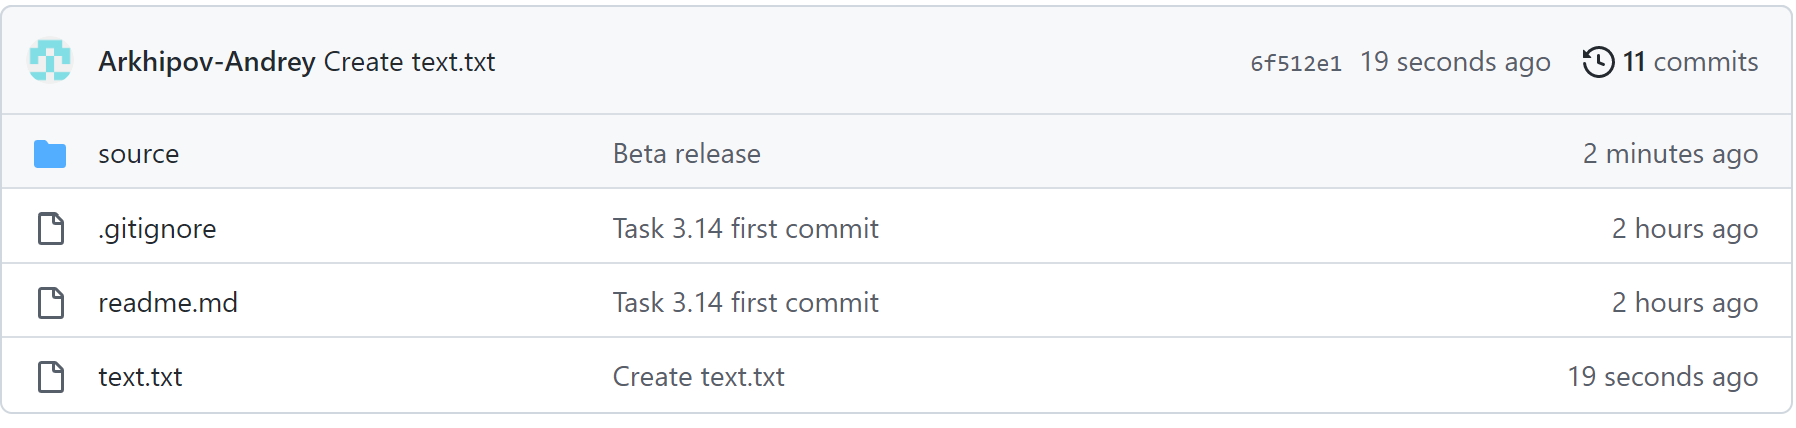 Arkhipov-Andrey Create text.txt 6f512e1 19 seconds ago 11 commits
source Beta release 2 minutes ago
.gitignore Task 3.14 first commit 2 hours ago
readme.md Task 3.14 first commit 2 hours ago
text.txt Create text.txt 19 seconds ago